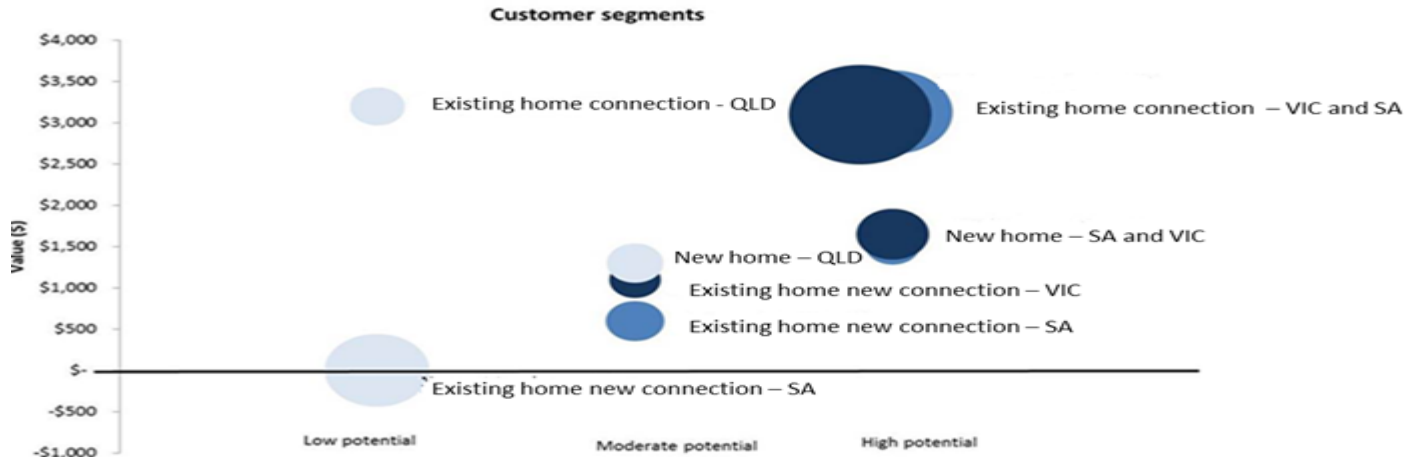 Customer segments
$4,000
$3,500
Existing home connection - QLD
Existing home connection – VIC and SA
$3,000
$2,500
$2,000
New home – SA and VIC
Value ($)
$1,500
New home – QLD
$1,000
Existing home new connection – VIC
$500
Existing home new connection – SA
$-
Existing home new connection – SA
-$500
Low potential
Moderate potential
High potential
-$1,000